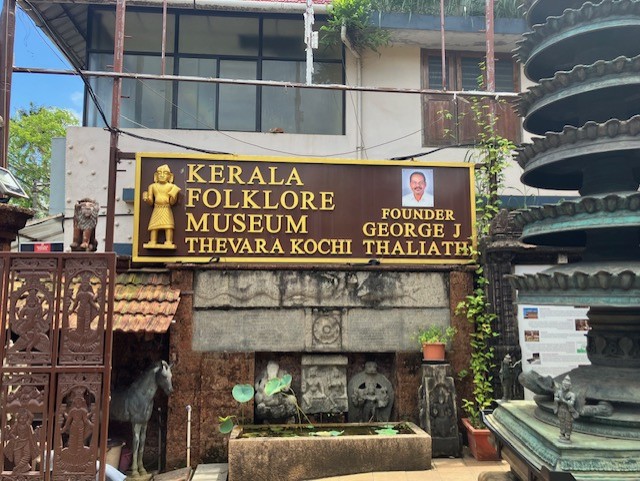 KERALA
FOLKLORE
MUSEUM
THEVARA KOCHI
FOUNDER
GEORGE J
THALIATH